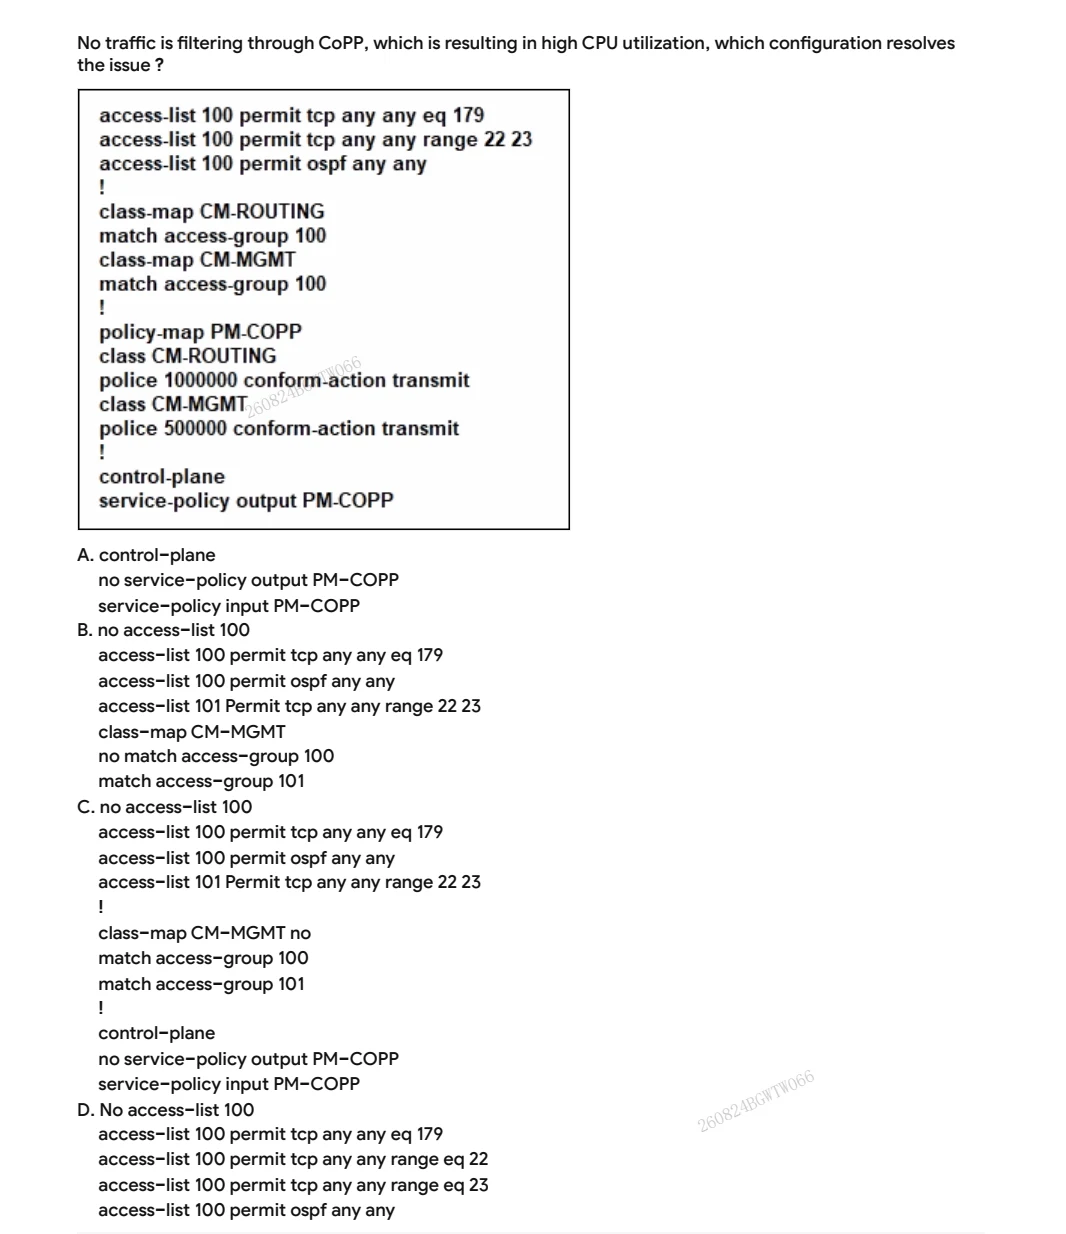 No traffic is filtering through CoPP, which is resulting in high CPU utilization, which configuration resolves
the issue ?
access-list 100 permit tcp any any eq 179
access-list 100 permit tcp any any range 22 23
access-list 100 permit ospf any any
!
class-map CM-ROUTING
match access-group 100
class-map CM-MGMT
match access-group 100
!
policy-map PM-COPP
class CM-ROUTING
police 1000000 conform-action transmit
class CM-MGMT
police 500000 conform-action transmit
!
control-plane
service-policy output PM-COPP
A. control-plane
no service-policy output PM-COPP
service-policy input PM-COPP
B. no access-list 100
access-list 100 permit tcp any any eq 179
access-list 100 permit ospf any any
access-list 101 Permit tcp any any range 22 23
class-map CM-MGMT
no match access-group 100
match access-group 101
C. no access-list 100
access-list 100 permit tcp any any eq 179
access-list 100 permit ospf any any
access-list 101 Permit tcp any any range 22 23
!
class-map CM-MGMT no
match access-group 100
match access-group 101
!
control-plane
no service-policy output PM-COPP
service-policy input PM-COPP
260824BGWTW066
D. No access-list 100
access-list 100 permit tcp any any eq 179
access-list 100 permit tcp any any range eq 22
access-list 100 permit tcp any any range eq 23
access-list 100 permit ospf any any